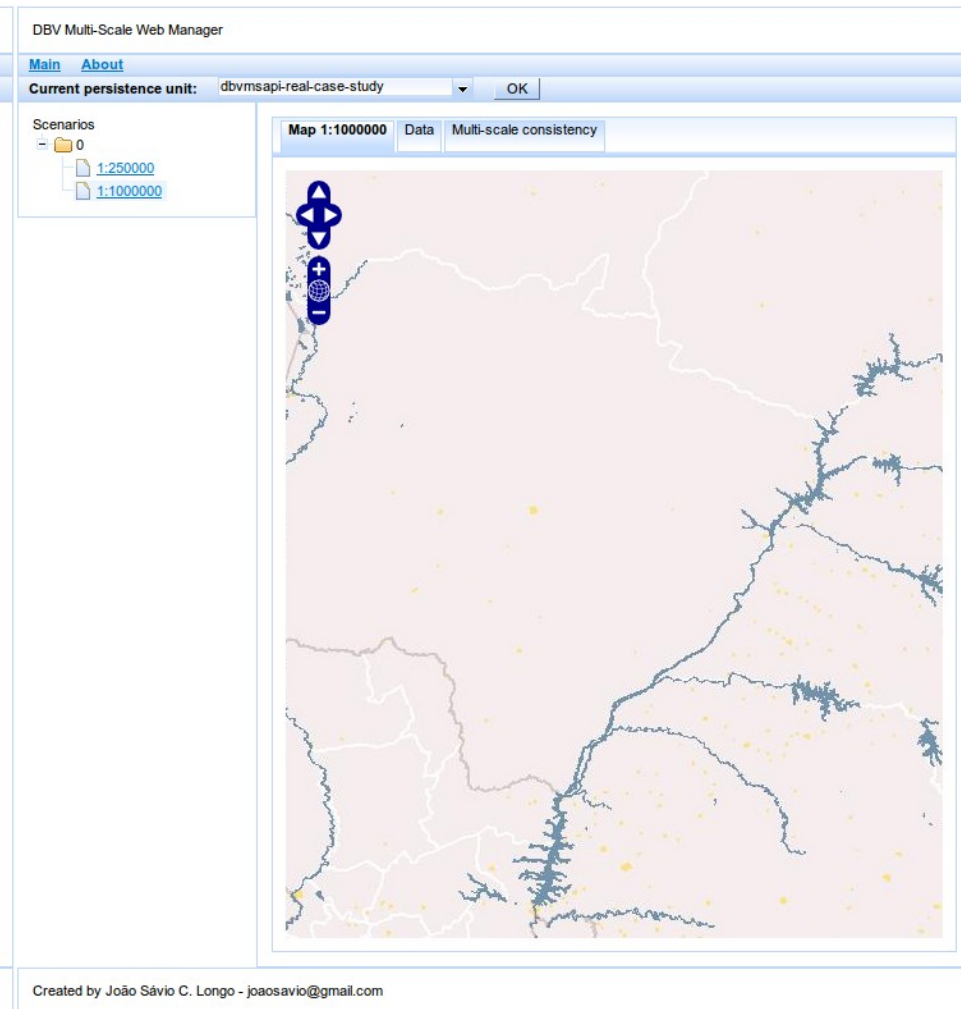 DBV Multi-Scale Web Manager
Main About
Current persistence unit: dbvmsapi-real-case-study OK
Scenarios
0
1:250000
1:1000000
Map 1:1000000 Data Multi-scale consistency
Created by João Sávio C. Longo - joaosavio@gmail.com